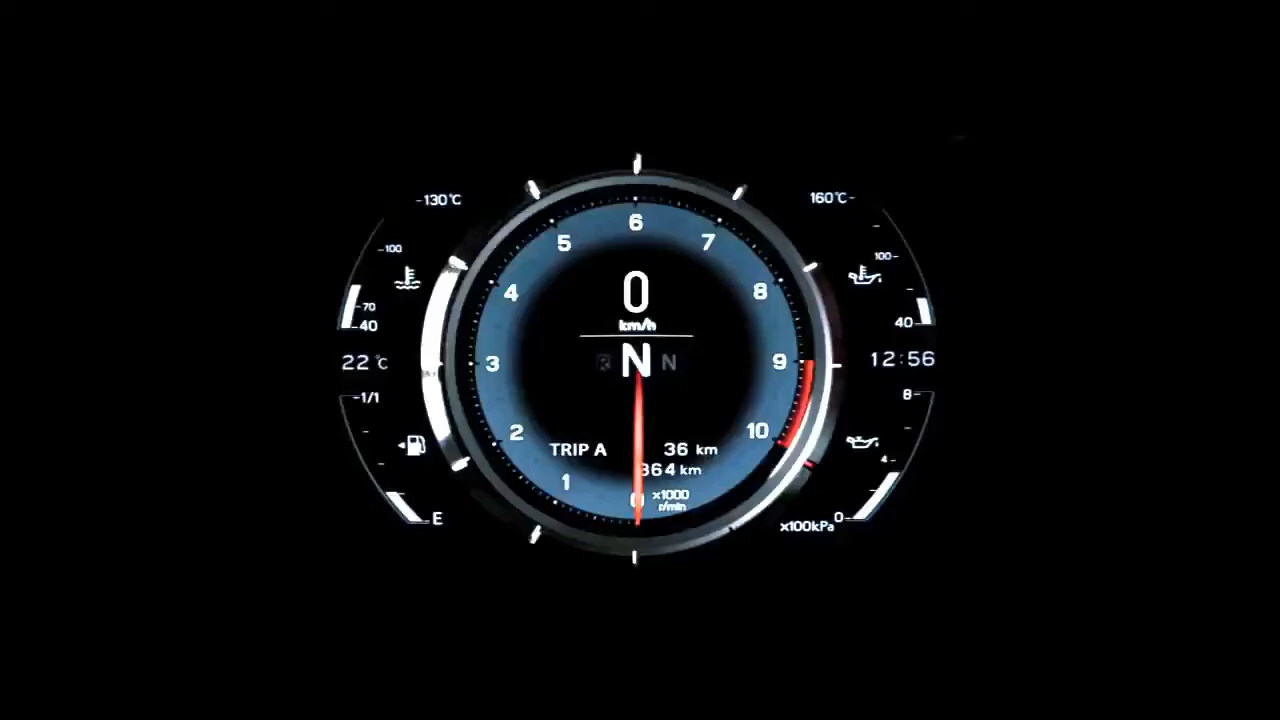 130℃
100
70
40
22℃
1/1
E
0
km/h
N
R N
0
1
2
3
4
5
6
7
8
9
10
TRIP A 36 km
364 km
x1000
r/min
160℃
100
40
12:56
8
4
0
x100kPa